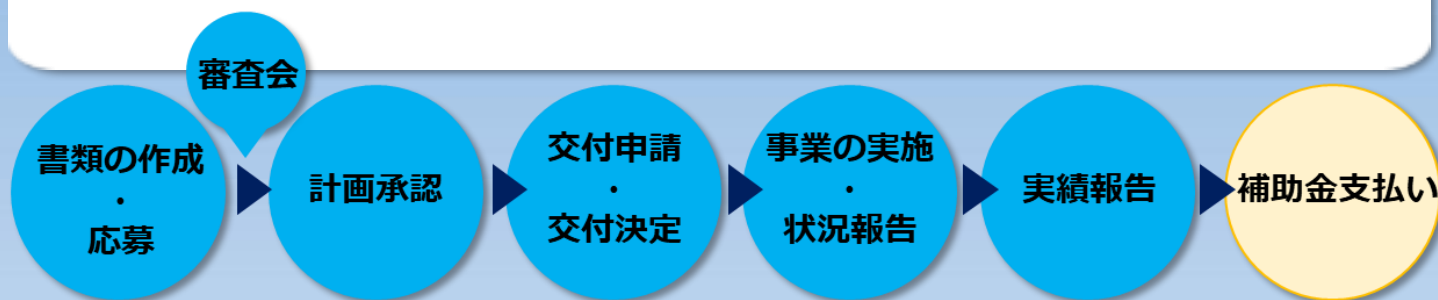 審査会
書類の作成
・
応募
計画承認
交付申請
・
交付決定
事業の実施
・
状況報告
実績報告
補助金支払い